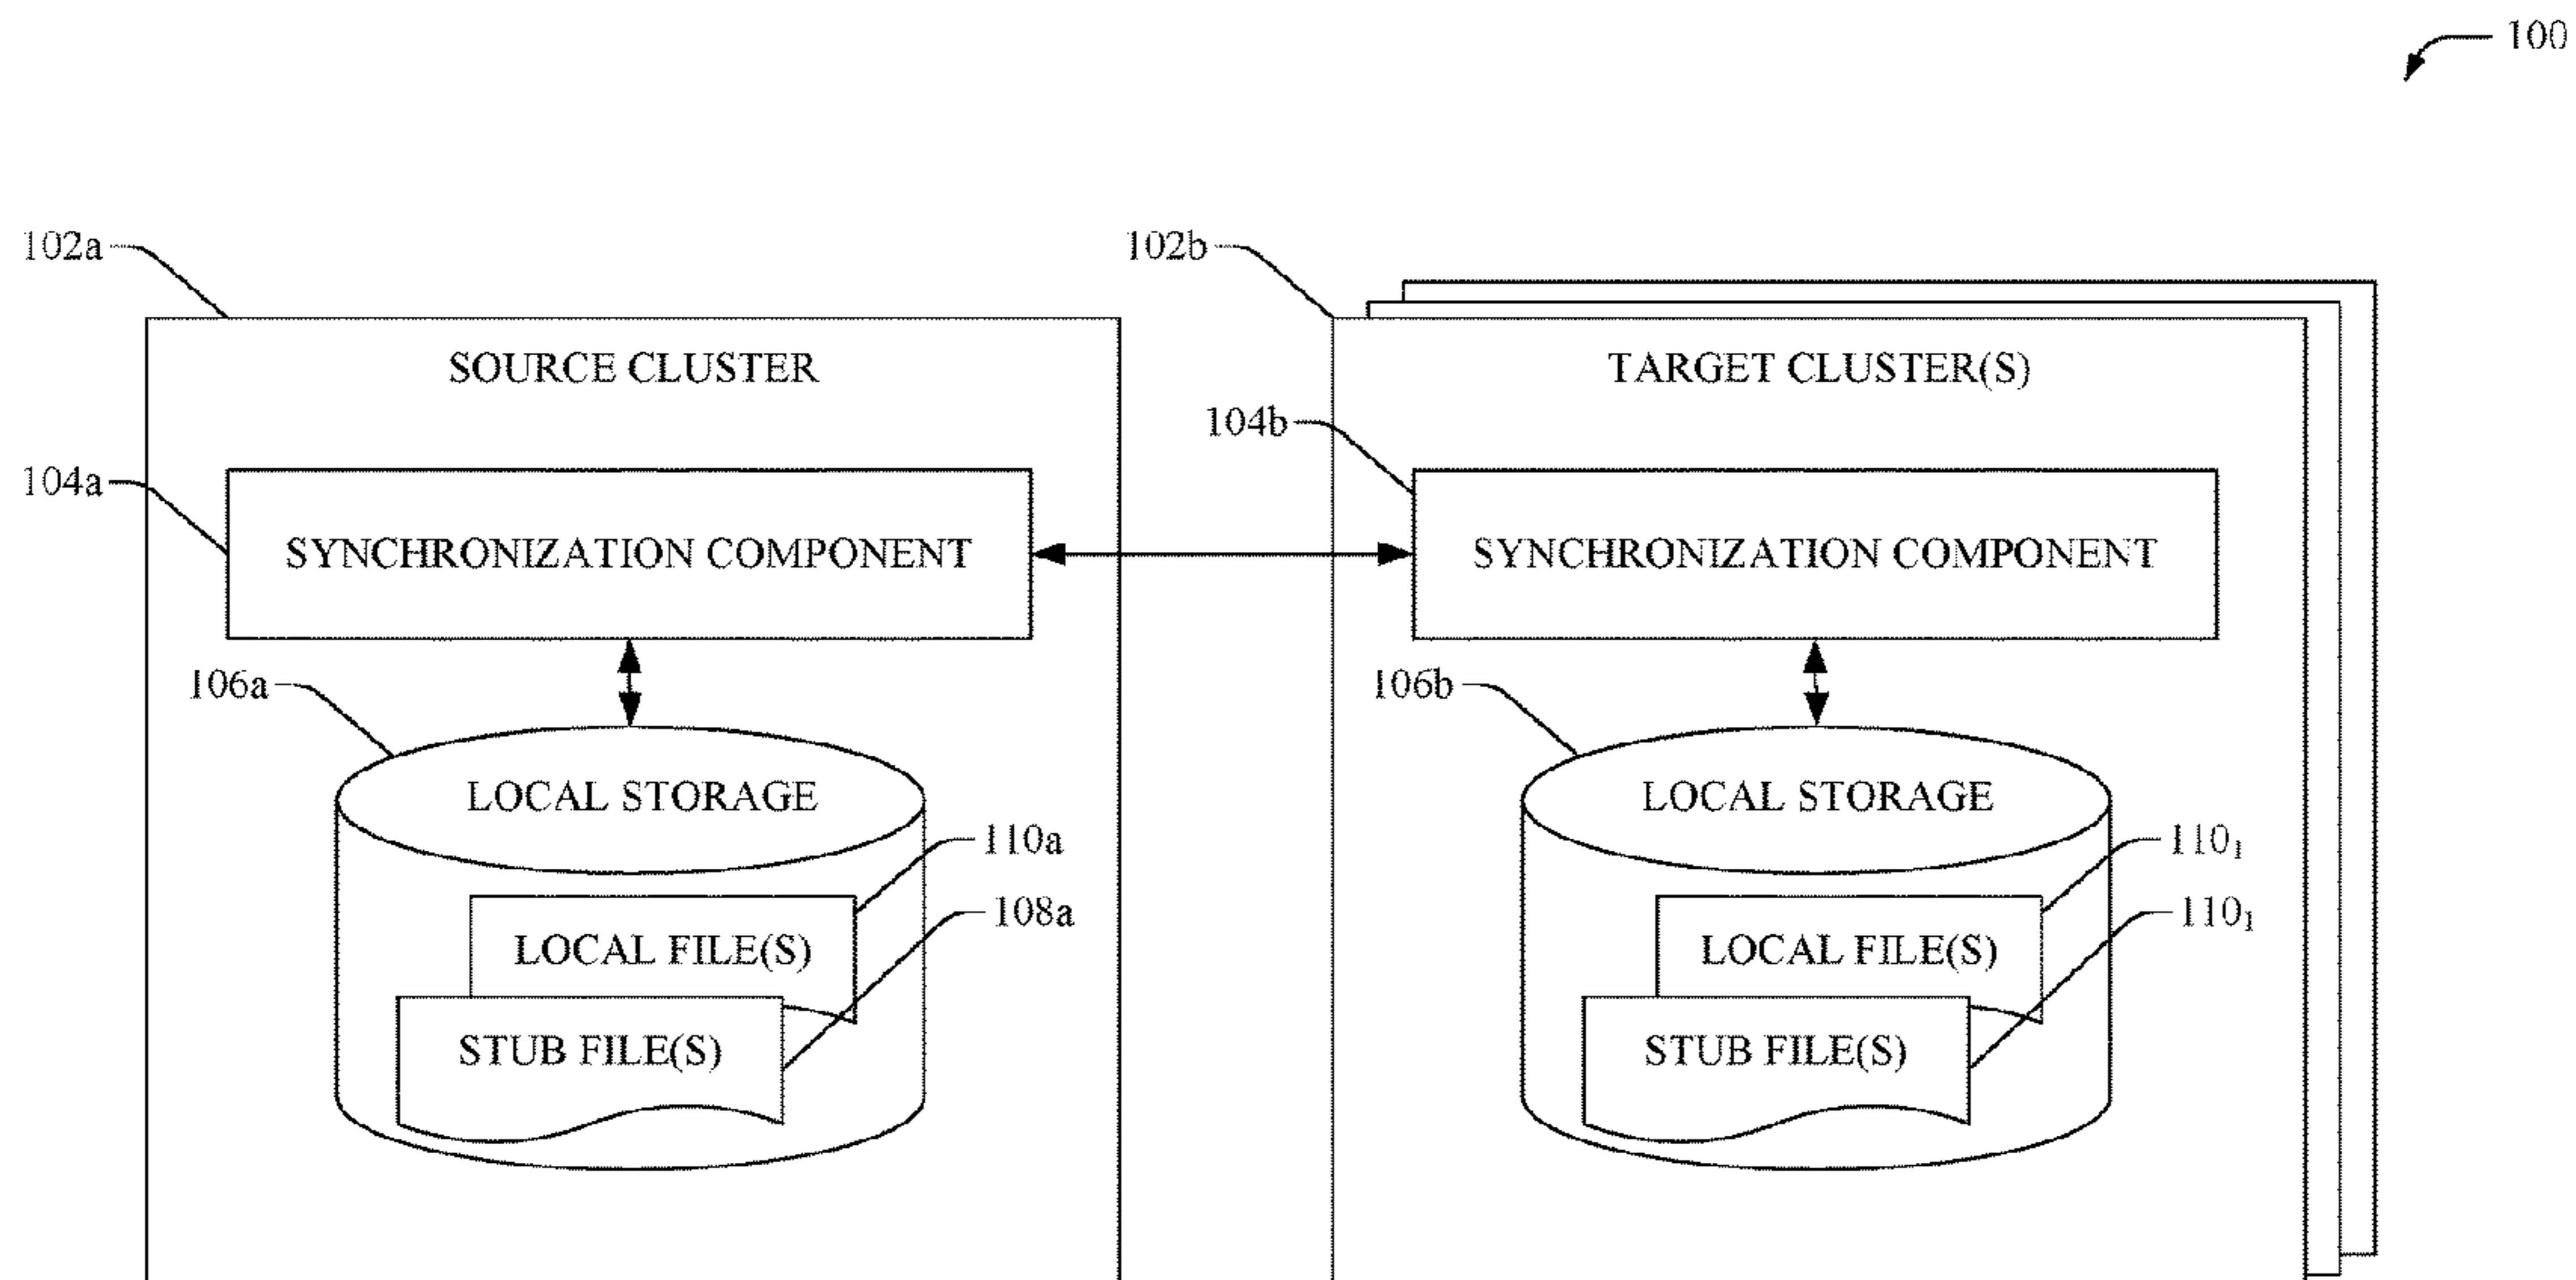 100
102a
102b
SOURCE CLUSTER
TARGET CLUSTER(S)
104b
104a
SYNCHRONIZATION COMPONENT
SYNCHRONIZATION COMPONENT
106a
106b
LOCAL STORAGE
LOCAL STORAGE
110a
110₁
108a
110₁
LOCAL FILE(S)
LOCAL FILE(S)
STUB FILE(S)
STUB FILE(S)